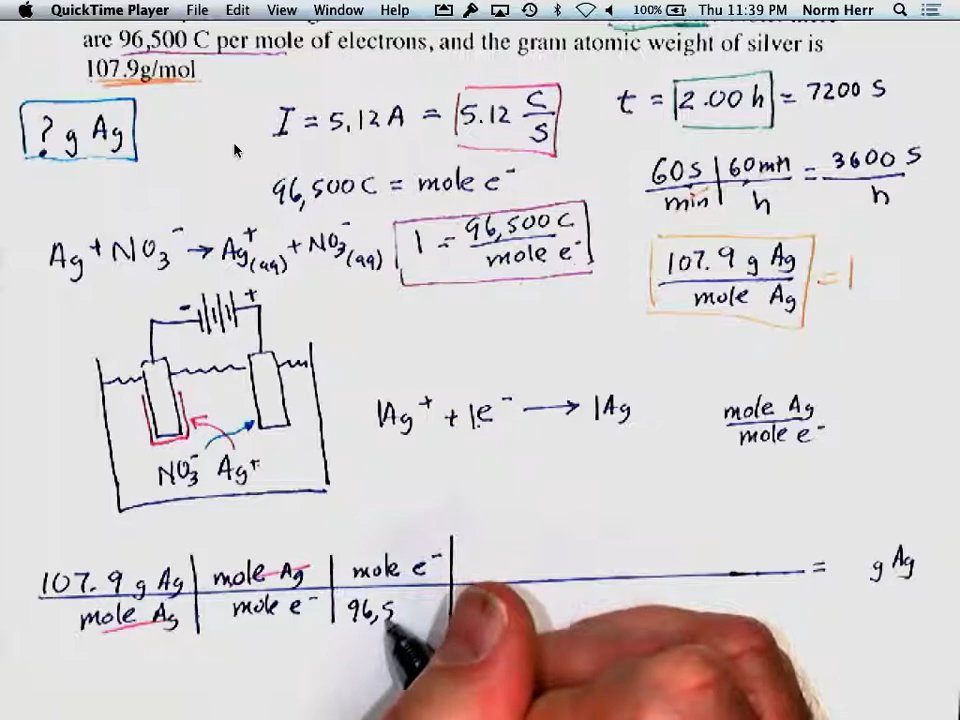 QuickTime Player File Edit View Window Help 100% Thu 11:39 PM Norm Herr
are 96,500 C per mole of electrons, and the gram atomic weight of silver is
107.9g/mol
? g Ag
I = 5.12 A = 5.12 C/S
t = 2.00 h = 7200 S
96,500 C = mole e⁻
60 S/min | 60 min/h = 3600 S/h
Ag⁺NO₃⁻ → Ag⁺(aq) + NO₃⁻(aq)
1 = 96,500 C/mole e⁻
107.9 g Ag/mole Ag = 1
- +
1Ag⁺ + 1e⁻ → 1Ag
mole Ag/mole e⁻
NO₃⁻ Ag⁺
107.9 g Ag | mole Ag | mole e⁻ = g Ag
mole Ag | mole e⁻ | 96,5